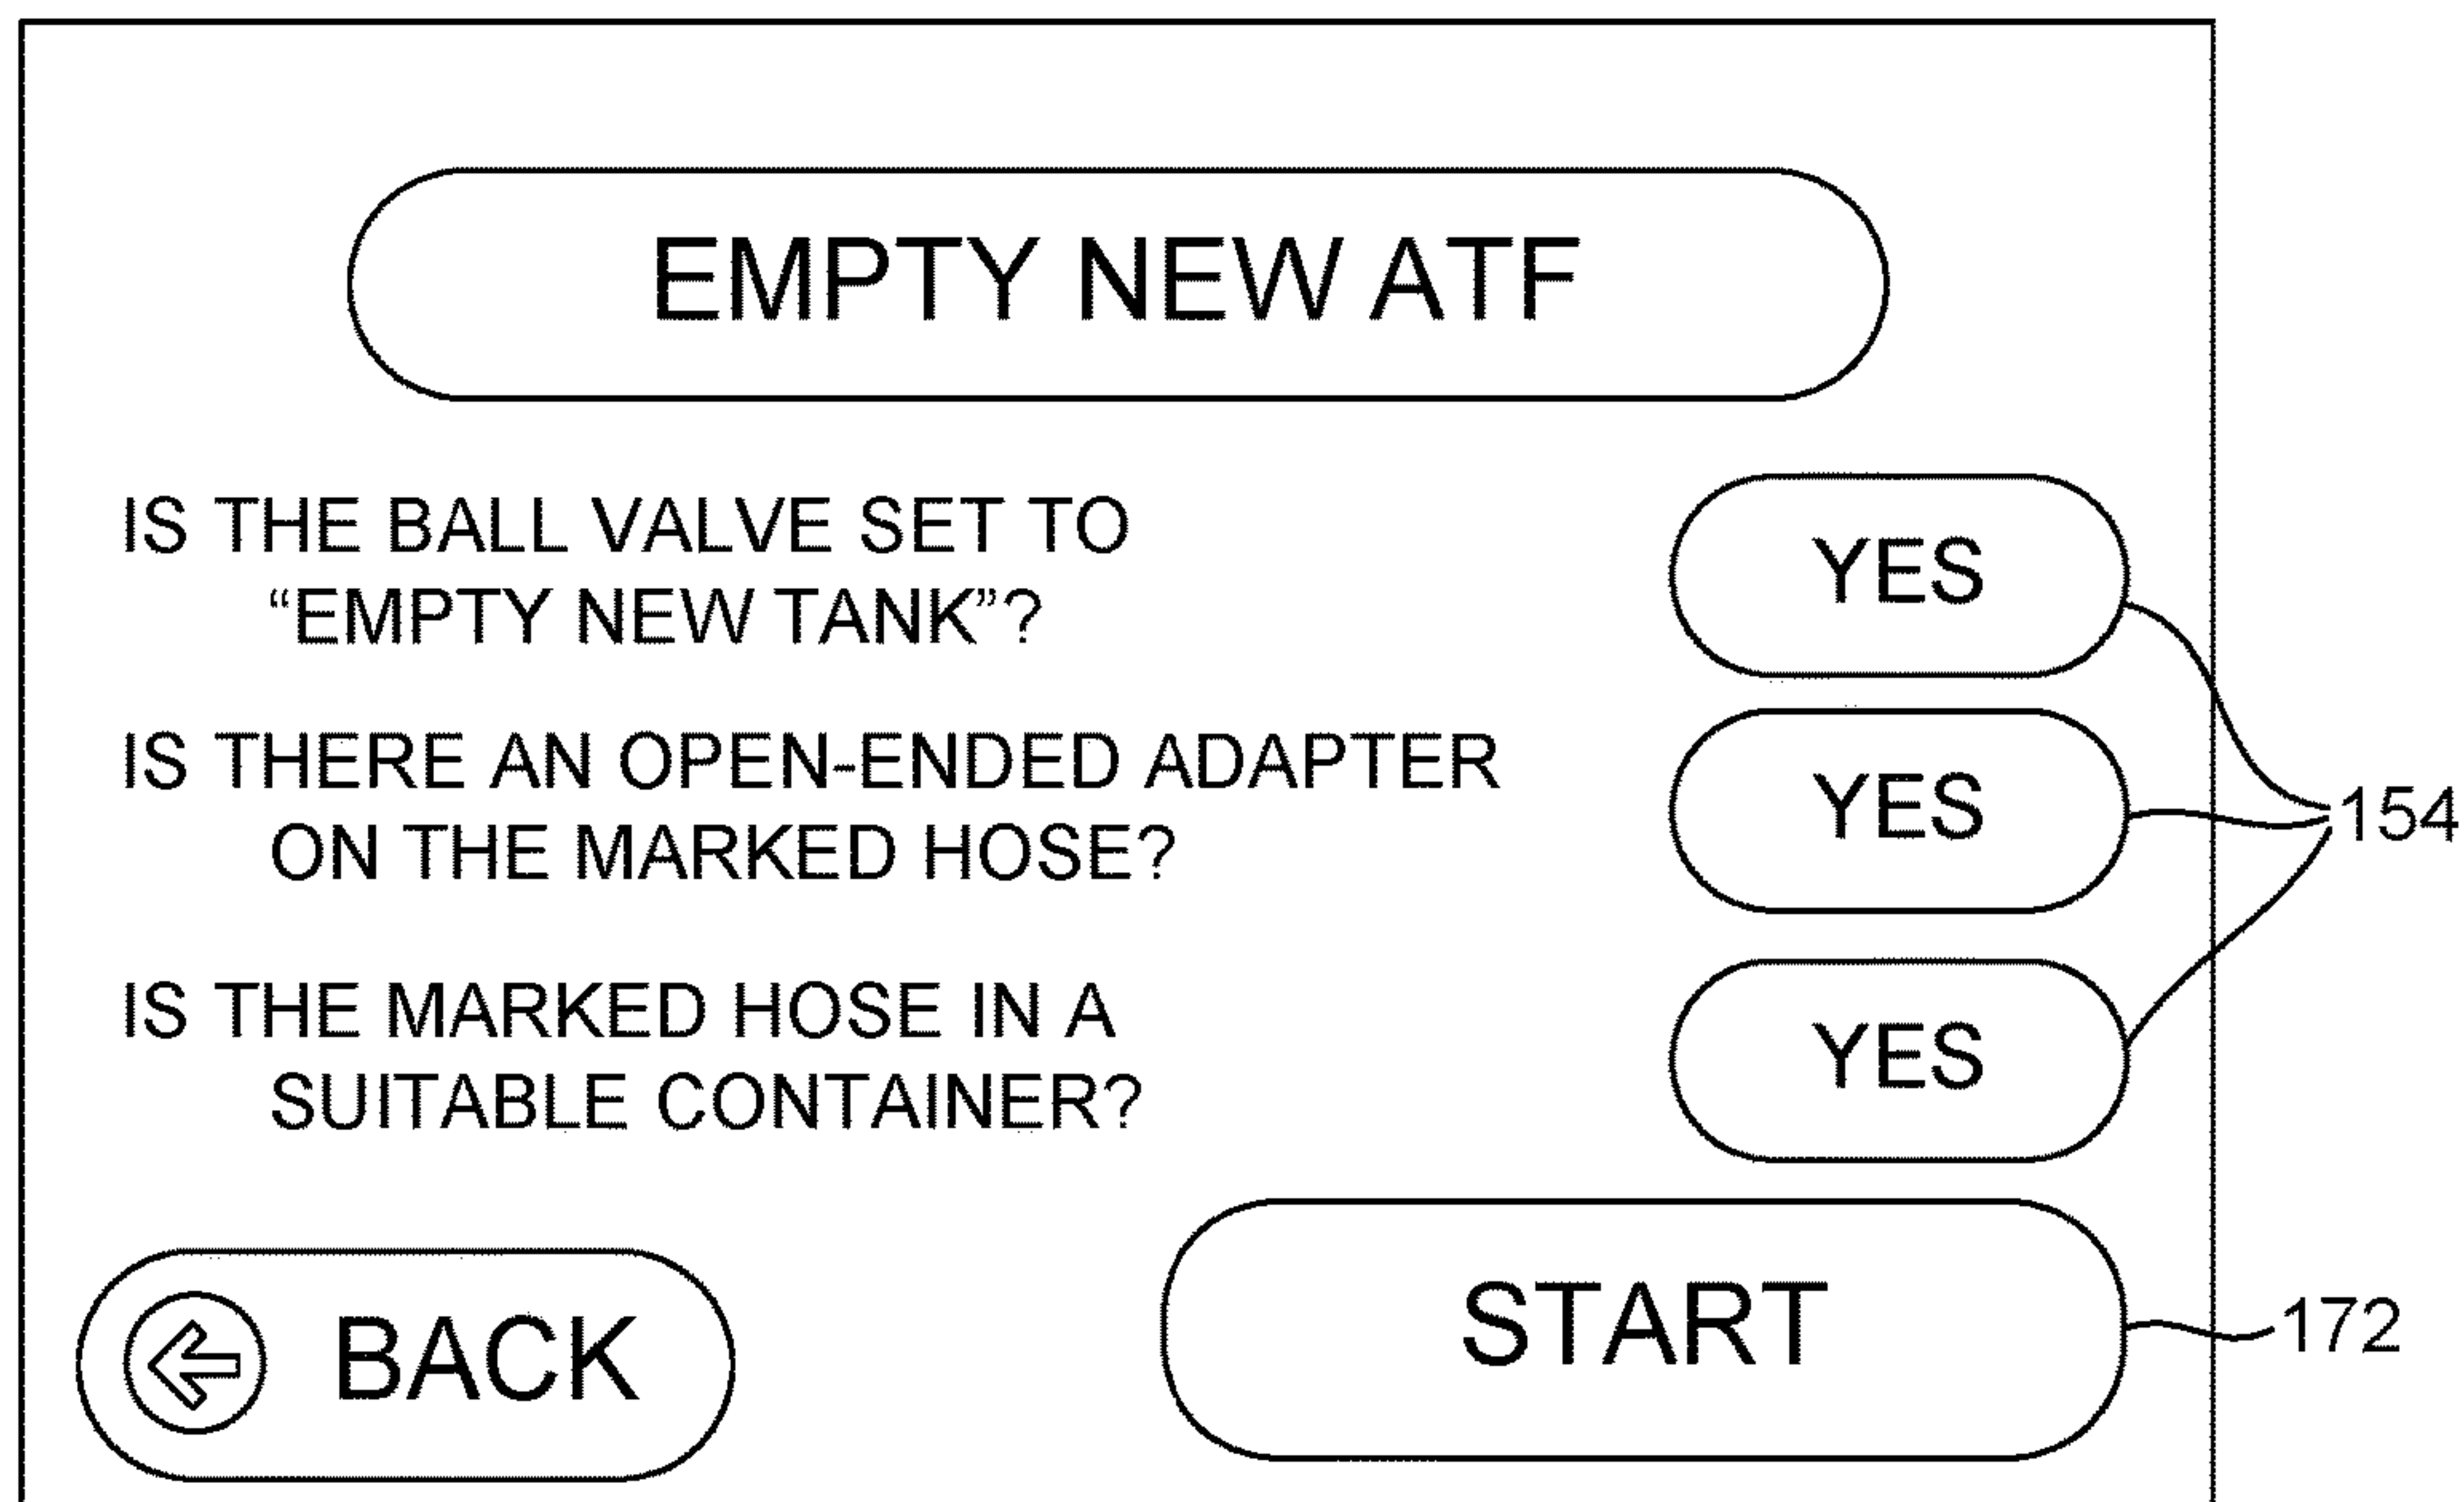 EMPTY NEW ATF
IS THE BALL VALVE SET TO
“EMPTY NEW TANK”?
YES
IS THERE AN OPEN-ENDED ADAPTER
ON THE MARKED HOSE?
YES
154
IS THE MARKED HOSE IN A
SUITABLE CONTAINER?
YES
BACK
START
172